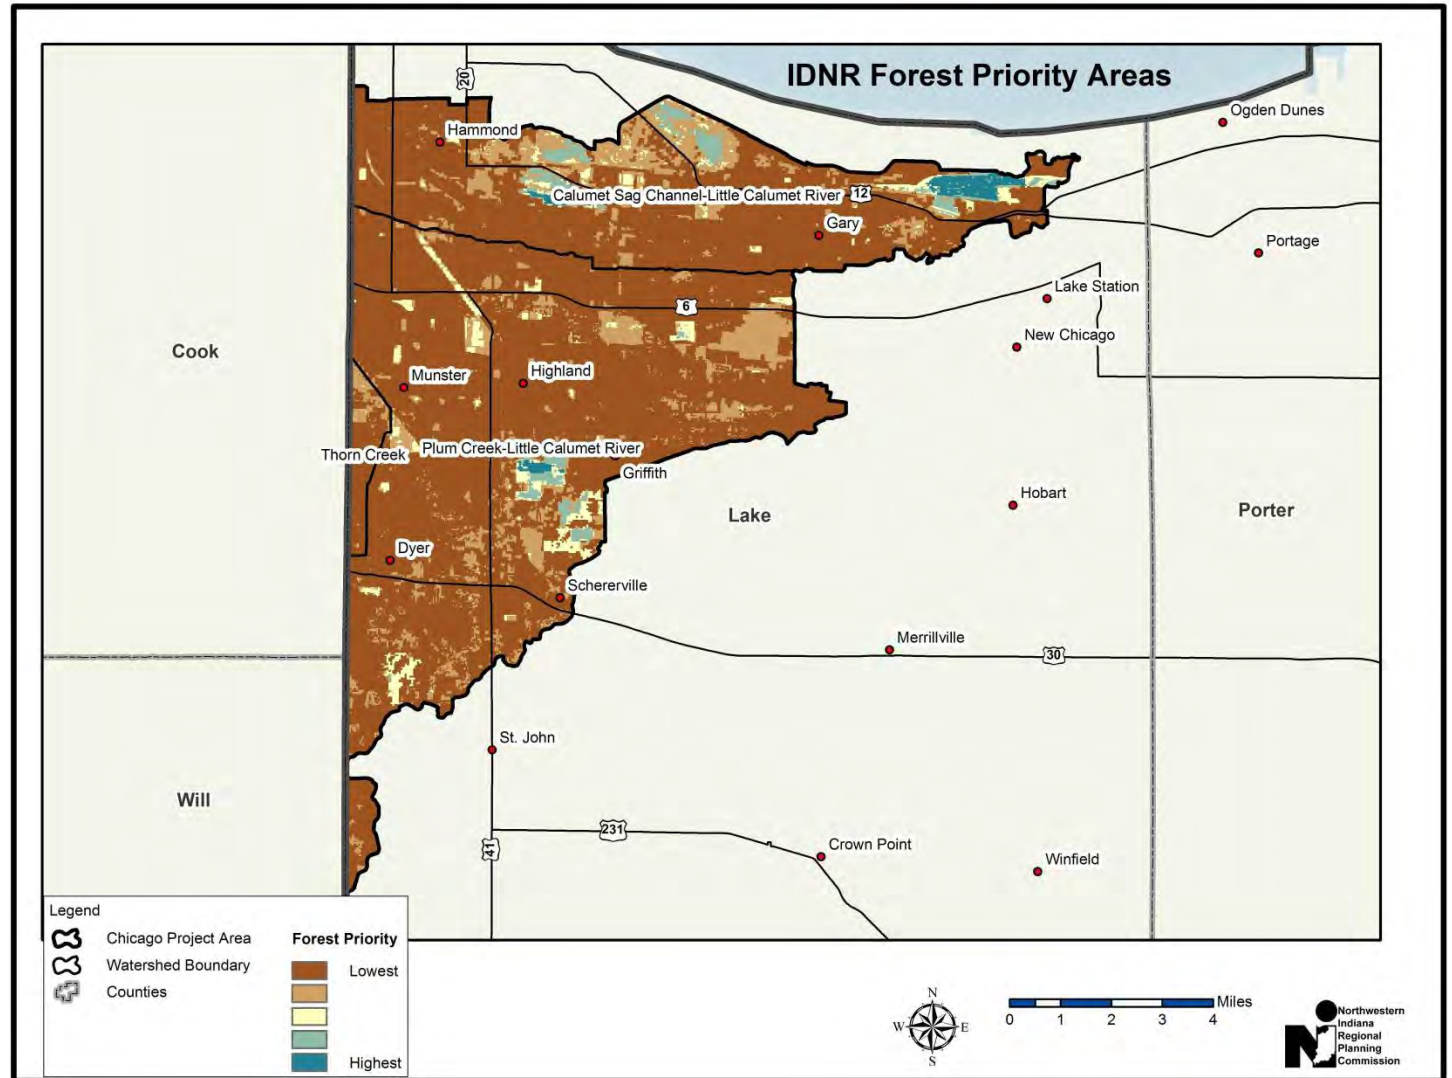 IDNR Forest Priority Areas
20
Ogden Dunes
Hammond
Calumet Sag Channel-Little Calumet River
12
Gary
Portage
Lake Station
6
New Chicago
Cook
Munster
Highland
Thorn Creek
Plum Creek-Little Calumet River
Griffith
Hobart
Lake
Porter
Dyer
Schererville
Merrillville
30
St. John
Will
231
41
Crown Point
Winfield
Legend
Chicago Project Area
Watershed Boundary
Counties
Forest Priority
Lowest
Highest
N
W
E
S
Miles
0 1 2 3 4
Northwestern
Indiana
Regional
Planning
Commission